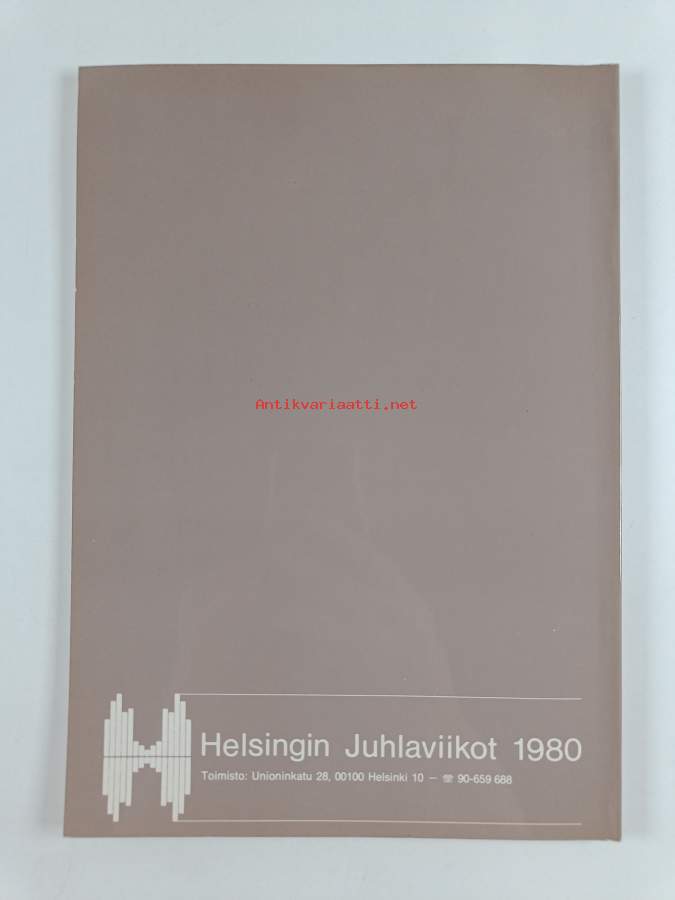 Antikvariaatti.net
Helsingin Juhlaviikot 1980
Toimisto: Unioninkatu 28, 00100 Helsinki 10 — ☎ 90-659 688